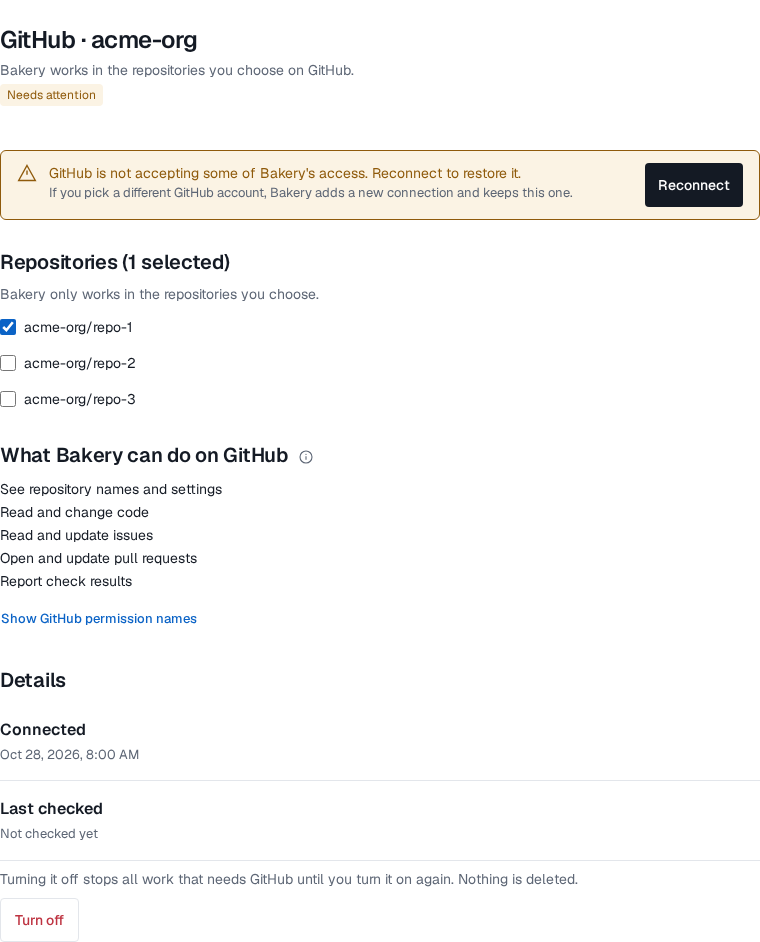 GitHub · acme-org
Bakery works in the repositories you choose on GitHub.
Needs attention
GitHub is not accepting some of Bakery's access. Reconnect to restore it.
If you pick a different GitHub account, Bakery adds a new connection and keeps this one.
Reconnect
Repositories (1 selected)
Bakery only works in the repositories you choose.
acme-org/repo-1
acme-org/repo-2
acme-org/repo-3
What Bakery can do on GitHub
See repository names and settings
Read and change code
Read and update issues
Open and update pull requests
Report check results
Show GitHub permission names
Details
Connected
Oct 28, 2026, 8:00 AM
Last checked
Not checked yet
Turning it off stops all work that needs GitHub until you turn it on again. Nothing is deleted.
Turn off